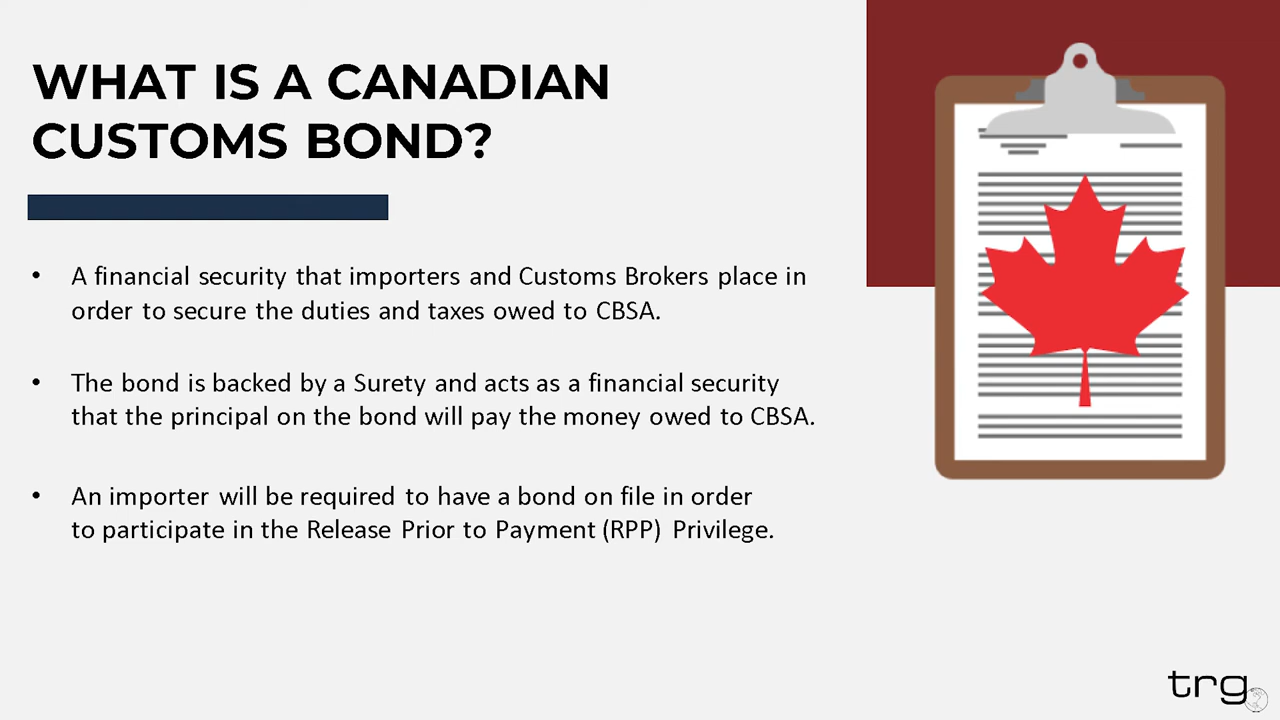 WHAT IS A CANADIAN
CUSTOMS BOND?
• A financial security that importers and Customs Brokers place in
order to secure the duties and taxes owed to CBSA.
• The bond is backed by a Surety and acts as a financial security
that the principal on the bond will pay the money owed to CBSA.
• An importer will be required to have a bond on file in order
to participate in the Release Prior to Payment (RPP) Privilege.
trg